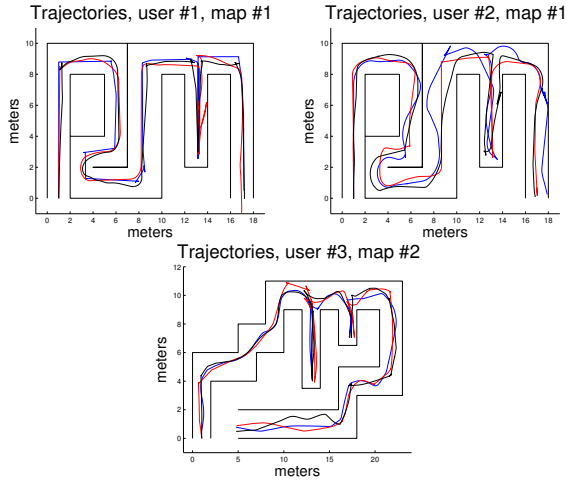 Trajectories, user #1, map #1
10
8
6
4
2
0
meters
0 2 4 6 8 10 12 14 16 18
meters
Trajectories, user #2, map #1
10
8
6
4
2
0
meters
0 2 4 6 8 10 12 14 16 18
meters
Trajectories, user #3, map #2
12
10
8
6
4
2
0
meters
0 5 10 15 20
meters